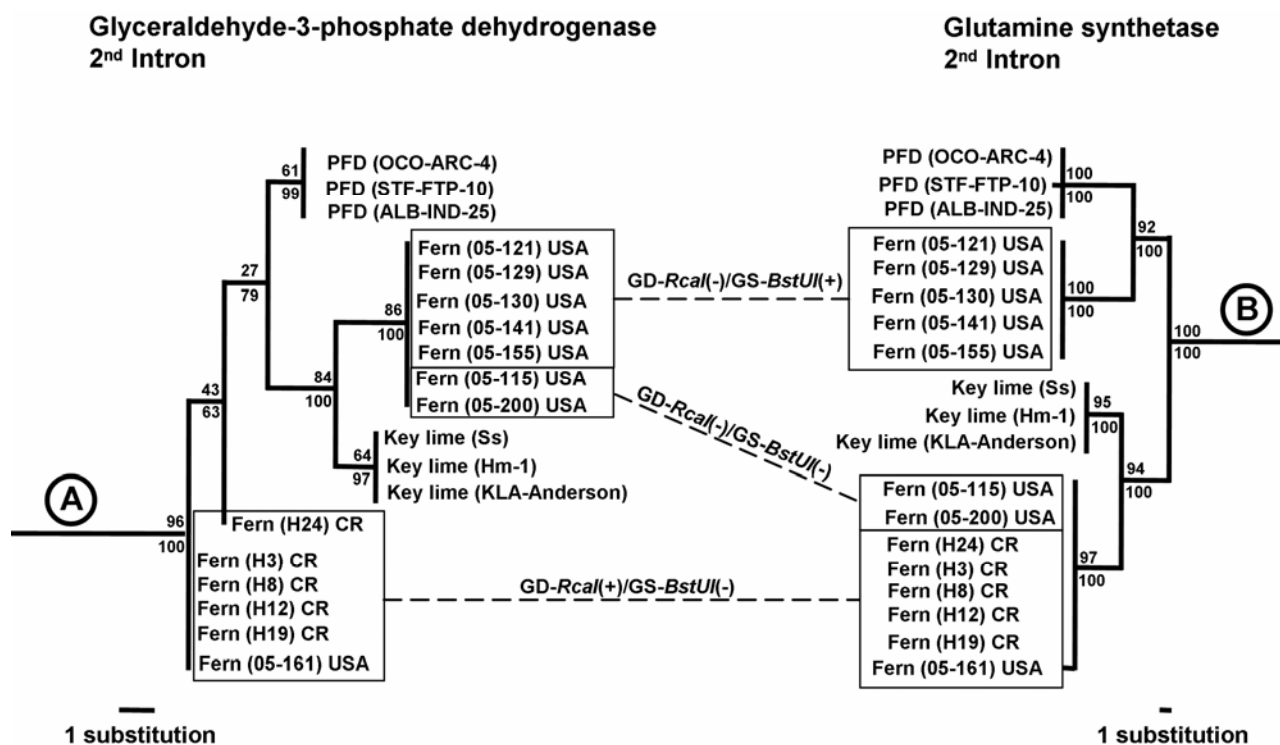 Glyceraldehyde-3-phosphate dehydrogenase
2nd Intron
Glutamine synthetase
2nd Intron
61
99
PFD (OCO-ARC-4)
PFD (STF-FTP-10)
PFD (ALB-IND-25)
27
79
86
100
Fern (05-121) USA
Fern (05-129) USA
Fern (05-130) USA
Fern (05-141) USA
Fern (05-155) USA
Fern (05-115) USA
Fern (05-200) USA
84
100
43
63
64
97
Key lime (Ss)
Key lime (Hm-1)
Key lime (KLA-Anderson)
A
96
100
Fern (H24) CR
Fern (H3) CR
Fern (H8) CR
Fern (H12) CR
Fern (H19) CR
Fern (05-161) USA
1 substitution
GD-RcaI(-)/GS-BstUI(+)
GD-RcaI(-)/GS-BstUI(-)
GD-RcaI(+)/GS-BstUI(-)
PFD (OCO-ARC-4)
PFD (STF-FTP-10)
PFD (ALB-IND-25)
100
100
92
100
Fern (05-121) USA
Fern (05-129) USA
Fern (05-130) USA
Fern (05-141) USA
Fern (05-155) USA
100
100
B
100
100
Key lime (Ss)
Key lime (Hm-1)
Key lime (KLA-Anderson)
95
100
94
100
Fern (05-115) USA
Fern (05-200) USA
Fern (H24) CR
Fern (H3) CR
Fern (H8) CR
Fern (H12) CR
Fern (H19) CR
Fern (05-161) USA
97
100
1 substitution